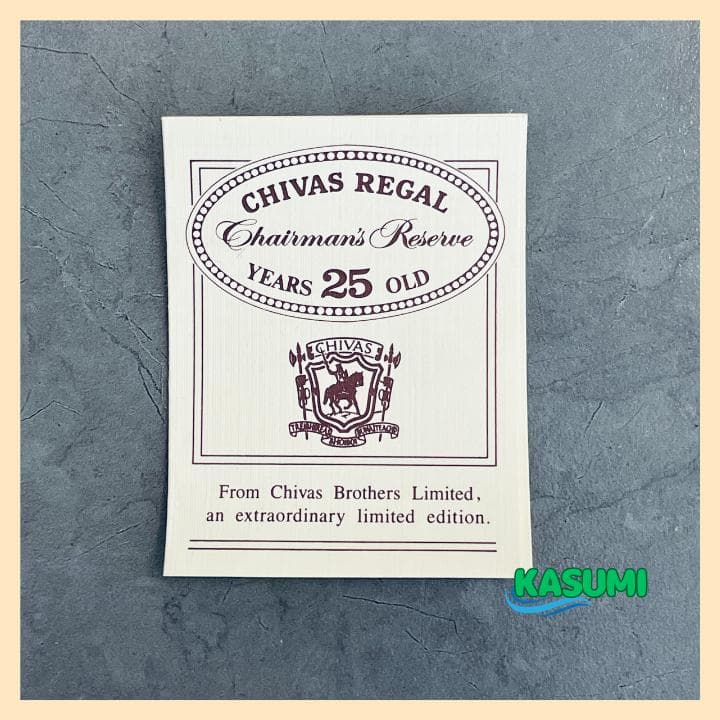 CHIVAS REGAL
Chairman's Reserve
YEARS 25 OLD
CHIVAS
From Chivas Brothers Limited,
an extraordinary limited edition.
KASUMI